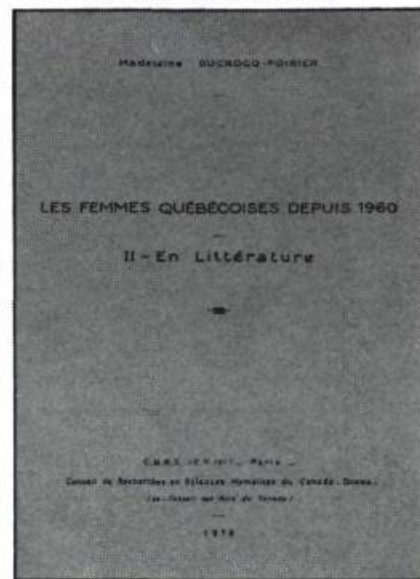 Madeleine DUCROCQ-POIRIER
LES FEMMES QUÉBÉCOISES DEPUIS 1960
II - En Littérature
C.N.R.S. Paris
Conseil de Recherches en Sciences Humaines du Canada. Ottawa.